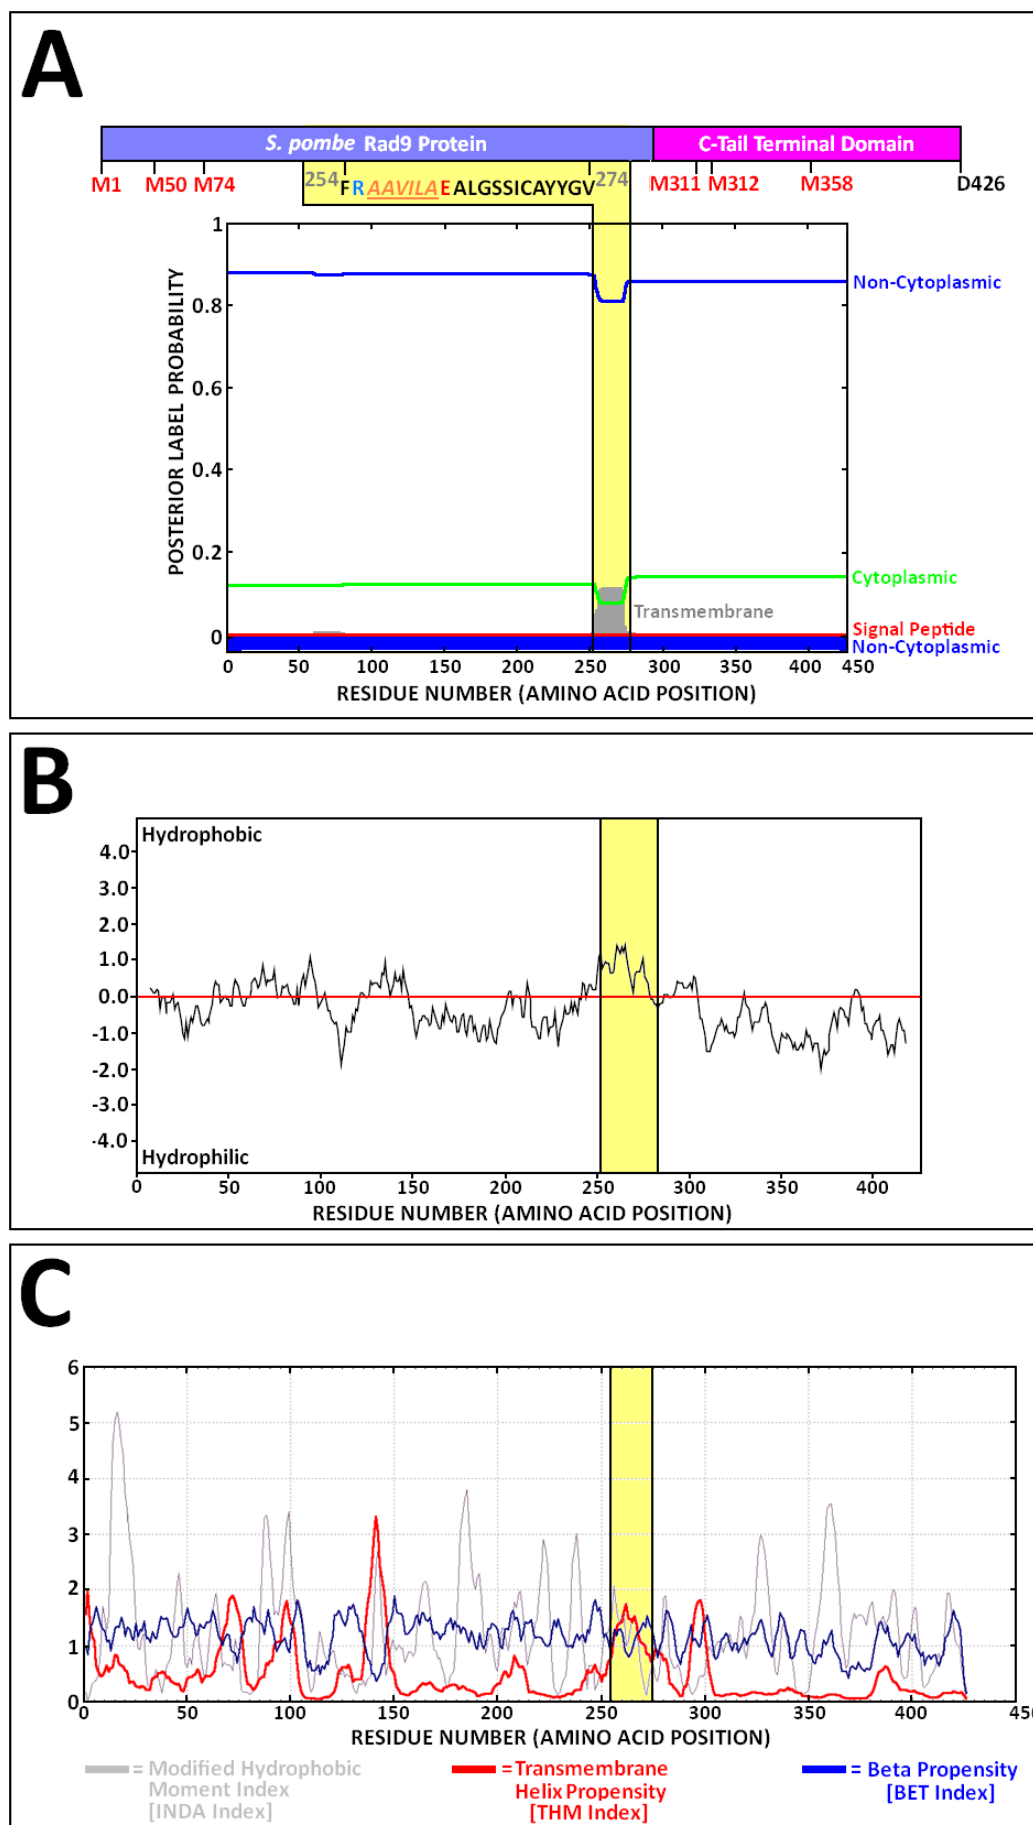 A
S. pombe Rad9 Protein
C-Tail Terminal Domain
M1 M50 M74
254 FRAAVILAEALGSSICAYYGV 274
M311 M312 M358 D426
1
0.8
0.6
0.4
0.2
0
POSTERIOR LABEL PROBABILITY
Non-Cytoplasmic
Cytoplasmic
Transmembrane
Signal Peptide
Non-Cytoplasmic
0 50 100 150 200 250 300 350 400 450
RESIDUE NUMBER (AMINO ACID POSITION)
B
Hydrophobic
4.0
3.0
2.0
1.0
0.0
-1.0
-2.0
-3.0
-4.0
Hydrophilic
0 50 100 150 200 250 300 350 400
RESIDUE NUMBER (AMINO ACID POSITION)
C
6
5
4
3
2
1
0
0 50 100 150 200 250 300 350 400 450
RESIDUE NUMBER (AMINO ACID POSITION)
= Modified Hydrophobic
Moment Index
[INDA Index]
= Transmembrane
Helix Propensity
[THM Index]
= Beta Propensity
[BET Index]